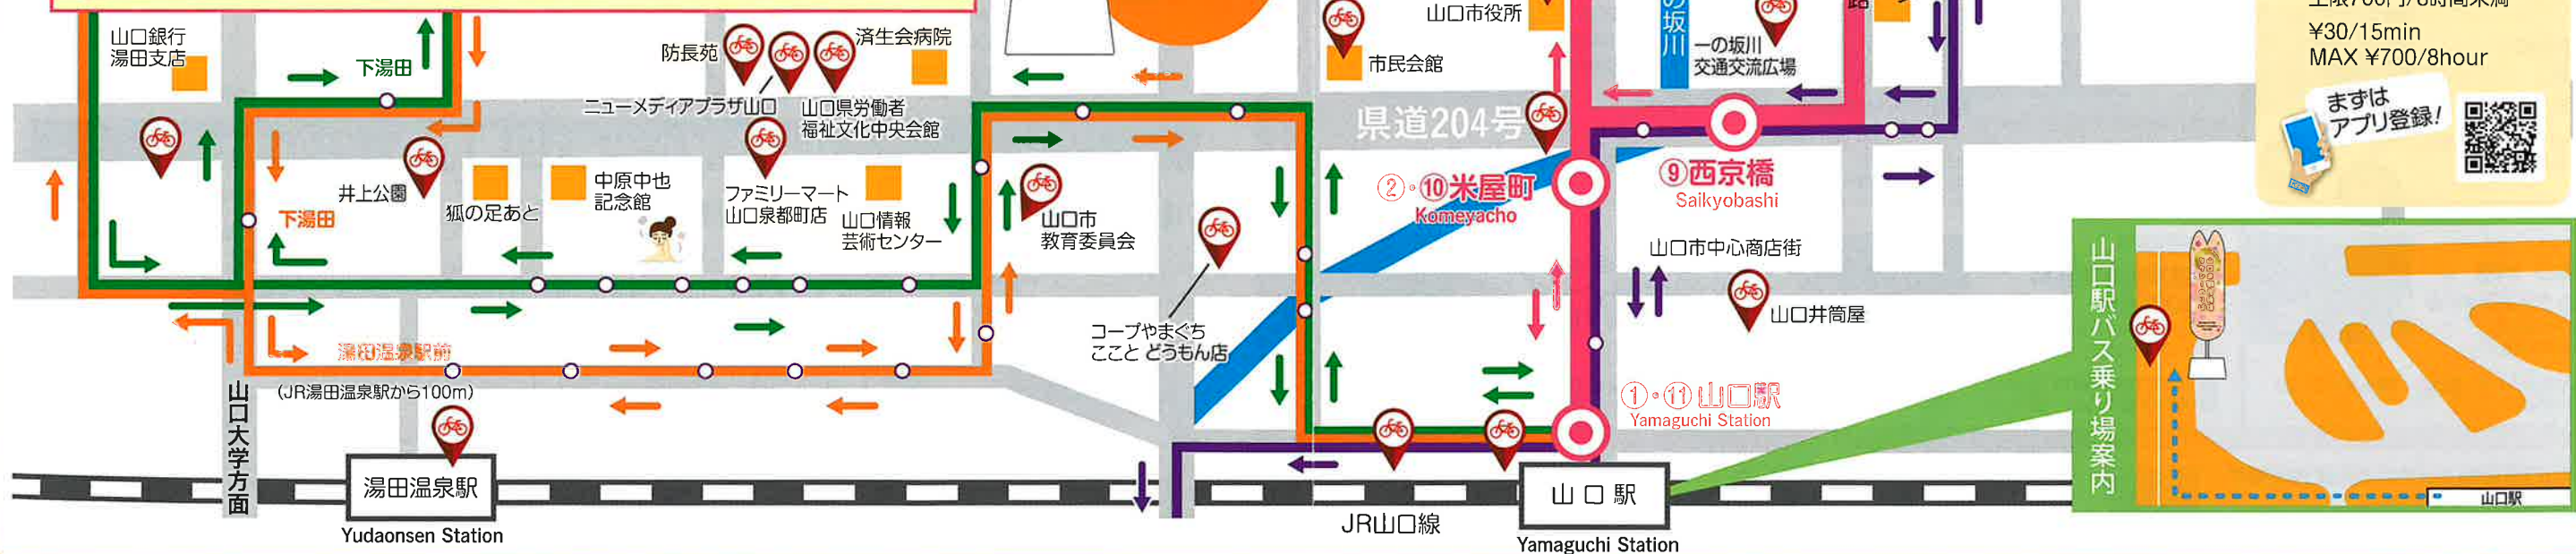 山口銀行
湯田支店
下湯田
防長苑
済生会病院
ニューメディアプラザ山口
山口県労働者
福祉文化中央会館
山口市役所
市民会館
の坂川
一の坂川
交通交流広場
¥30/15min
MAX ¥700/8hour
まずは
アプリ登録!
県道204号
井上公園
狐の足あと
中原中也
記念館
ファミリーマート
山口泉都町店
山口情報
芸術センター
山口市
教育委員会
下湯田
②・⑩米屋町
Komeyacho
⑨西京橋
Saikyobashi
山口市中心商店街
山口井筒屋
コープやまぐち
ここと どうもん店
湯田温泉駅前
(JR湯田温泉駅から100m)
山口大学方面
①・⑪山口駅
Yamaguchi Station
湯田温泉駅
Yudaonsen Station
JR山口線
山口駅
Yamaguchi Station
山口駅バス乗り場案内
山口駅